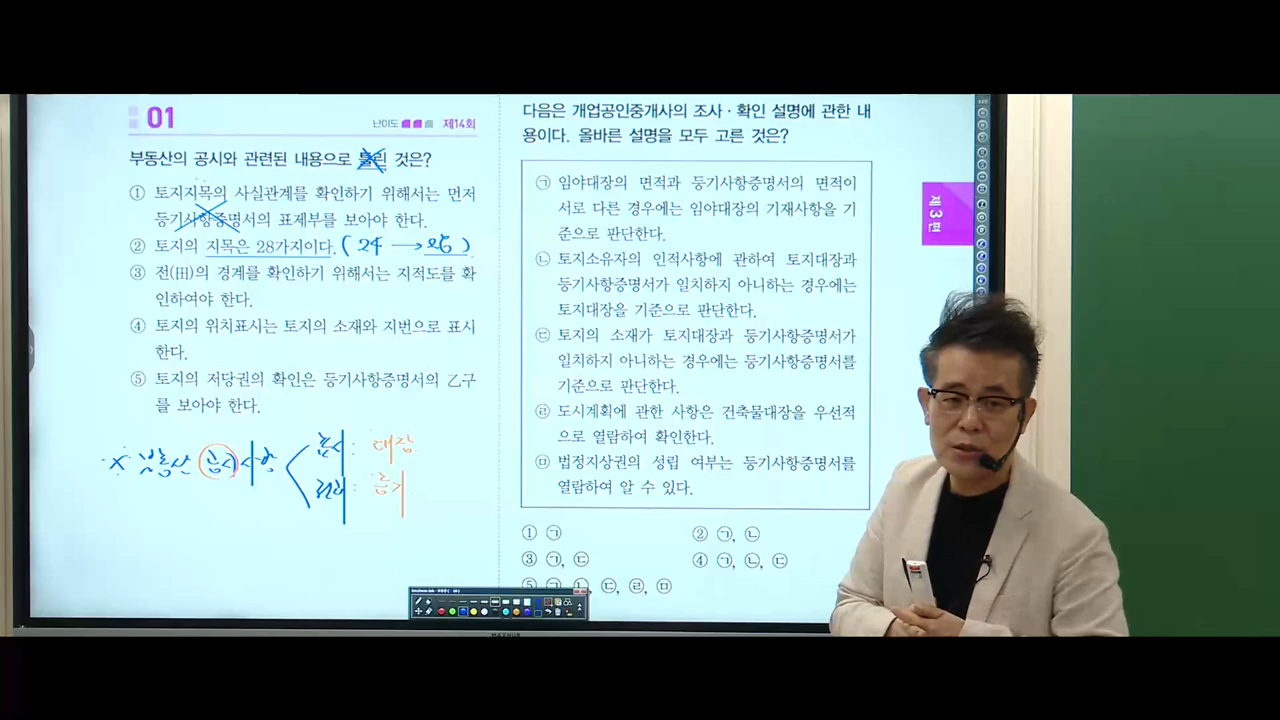 01
난이도 제14회
부동산의 공시와 관련된 내용으로 틀린 것은?
① 토지지목의 사실관계를 확인하기 위해서는 먼저
등기사항증명서의 표제부를 보아야 한다.
② 토지의 지목은 28가지이다. (24 → 28)
③ 전(田)의 경계를 확인하기 위해서는 지적도를 확
인하여야 한다.
④ 토지의 위치표시는 토지의 소재와 지번으로 표시
한다.
⑤ 토지의 저당권의 확인은 등기사항증명서의 乙구
를 보아야 한다.
부동산 공시사항
: 대장
권리 : 등기
다음은 개업공인중개사의 조사·확인 설명에 관한 내
용이다. 올바른 설명을 모두 고른 것은?
㉠ 임야대장의 면적과 등기사항증명서의 면적이
서로 다른 경우에는 임야대장의 기재사항을 기
준으로 판단한다.
㉡ 토지소유자의 인적사항에 관하여 토지대장과
등기사항증명서가 일치하지 아니하는 경우에는
토지대장을 기준으로 판단한다.
㉢ 토지의 소재가 토지대장과 등기사항증명서가
일치하지 아니하는 경우에는 등기사항증명서를
기준으로 판단한다.
㉣ 도시계획에 관한 사항은 건축물대장을 우선적
으로 열람하여 확인한다.
㉤ 법정지상권의 성립 여부는 등기사항증명서를
열람하여 알 수 있다.
① ㉠ ② ㉠, ㉡
③ ㉠, ㉢ ④ ㉠, ㉡, ㉢
⑤ ㉠, ㉡, ㉢, ㉣, ㉤
제3편